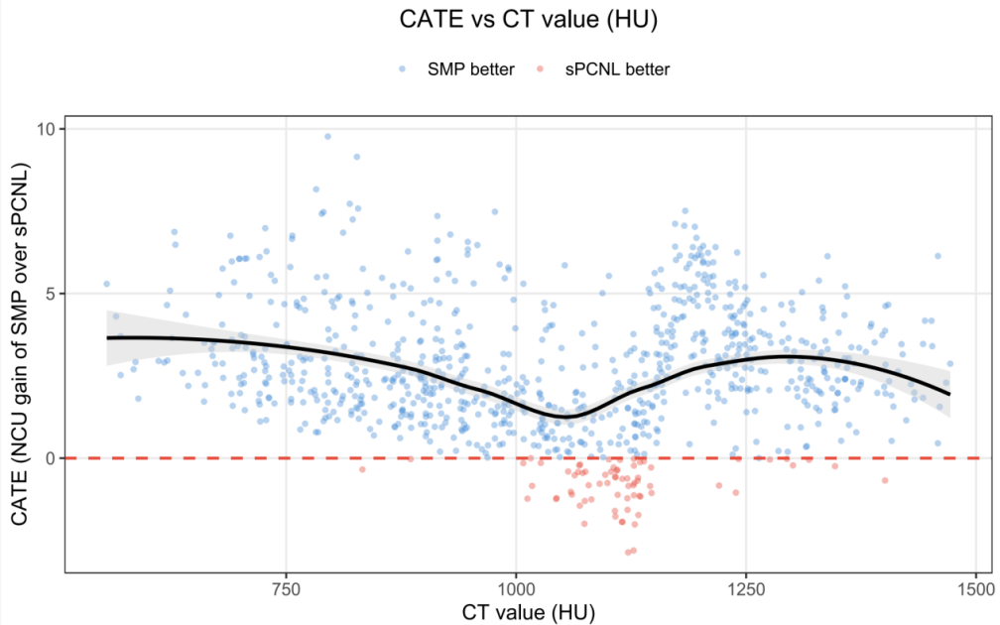 CATE vs CT value (HU)
SMP better sPCNL better
CATE (NCU gain of SMP over sPCNL)
10
5
0
750 1000 1250 1500
CT value (HU)